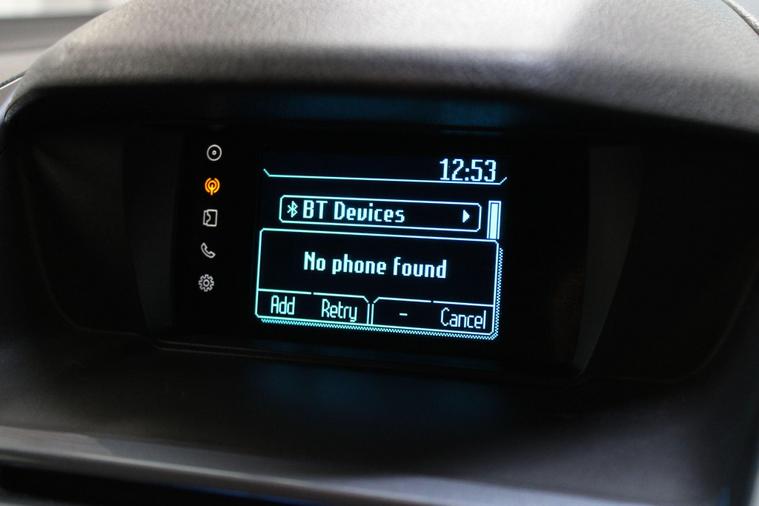 12:53
BT Devices
No phone found
Add Retry - Cancel